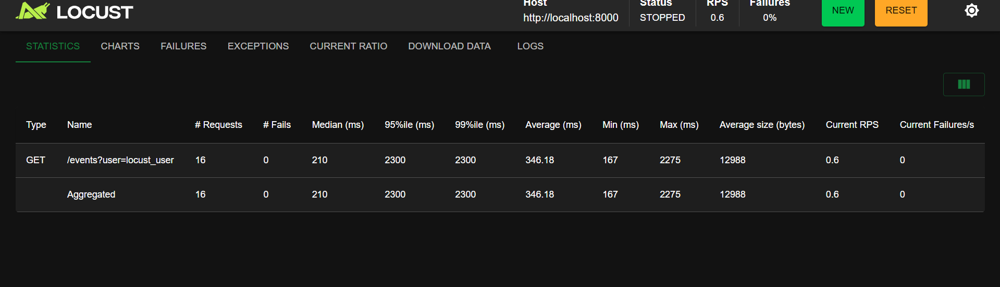 LOCUST
Host Status RPS Failures
http://localhost:8000 STOPPED 0.6 0%
NEW RESET
STATISTICS CHARTS FAILURES EXCEPTIONS CURRENT RATIO DOWNLOAD DATA LOGS
Type Name # Requests # Fails Median (ms) 95%ile (ms) 99%ile (ms) Average (ms) Min (ms) Max (ms) Average size (bytes) Current RPS Current Failures/s
GET /events?user=locust_user 16 0 210 2300 2300 346.18 167 2275 12988 0.6 0
Aggregated 16 0 210 2300 2300 346.18 167 2275 12988 0.6 0